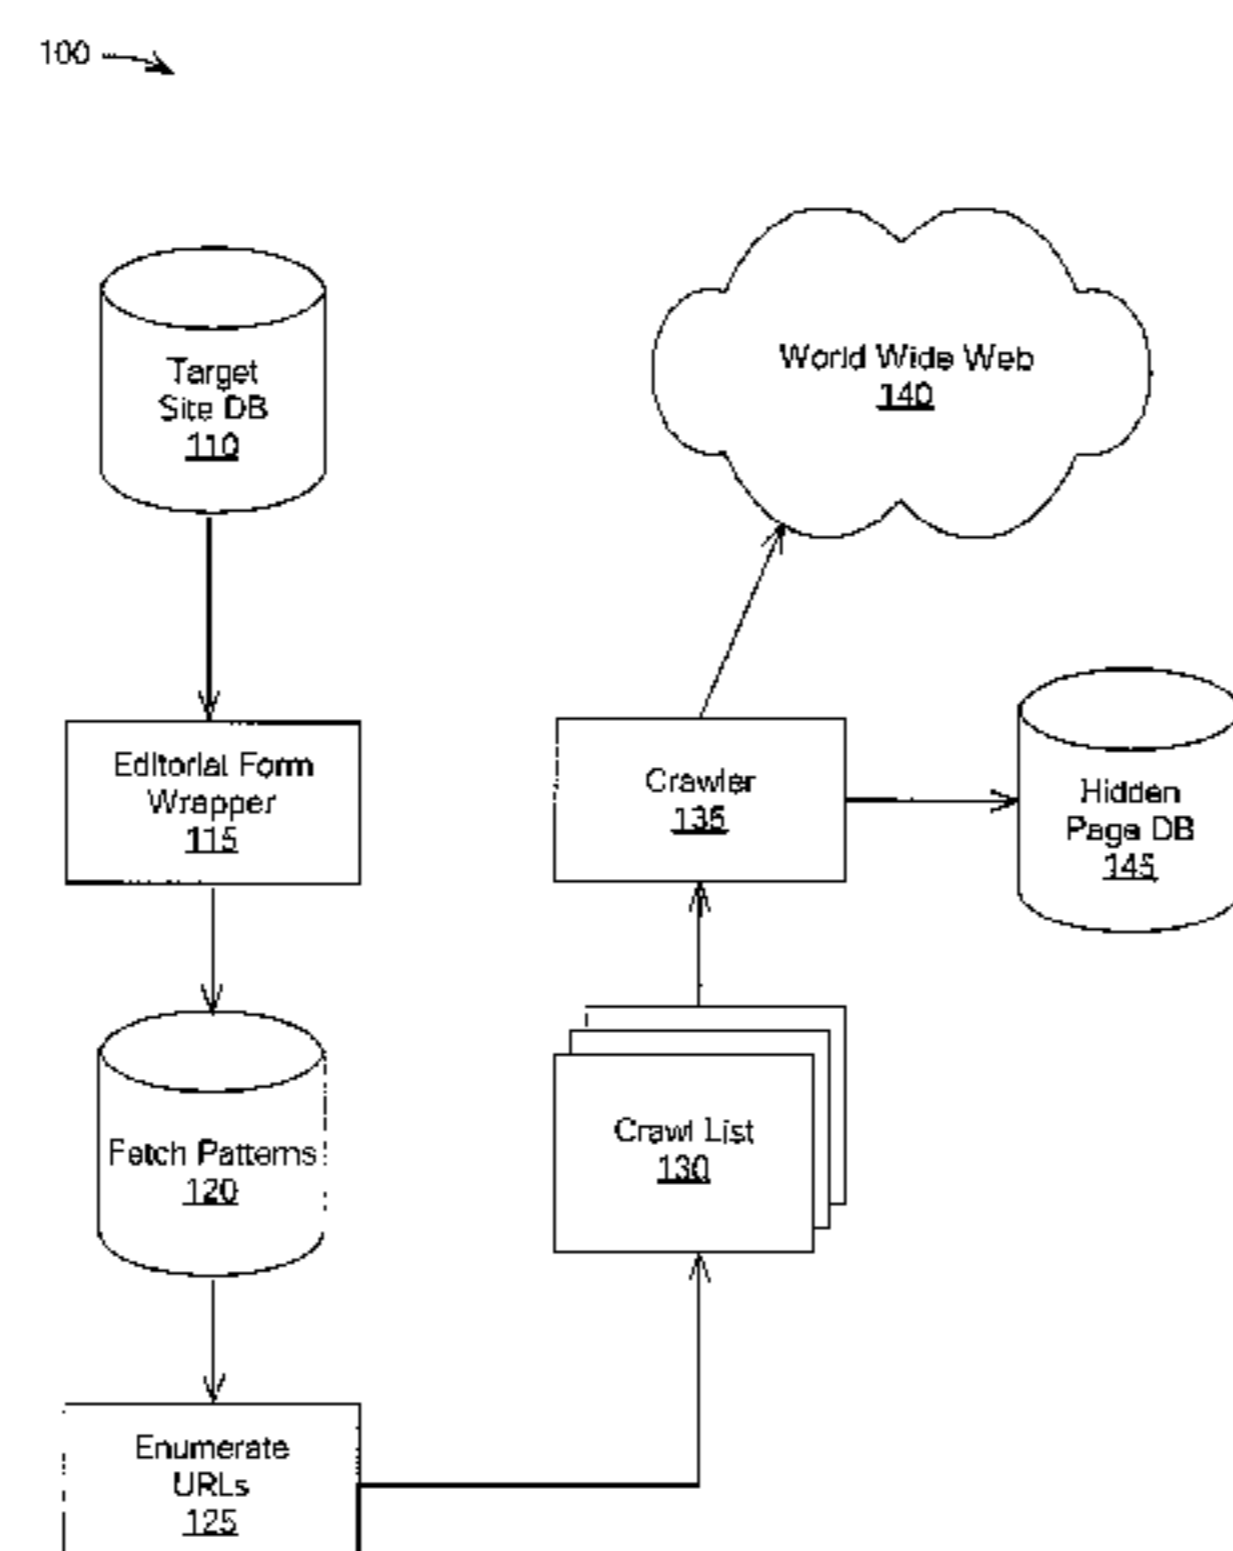 100
Target
Site DB
110
World Wide Web
140
Editorial Form
Wrapper
115
Crawler
135
Hidden
Page DB
145
Fetch Patterns
120
Crawl List
130
Enumerate
URLs
125